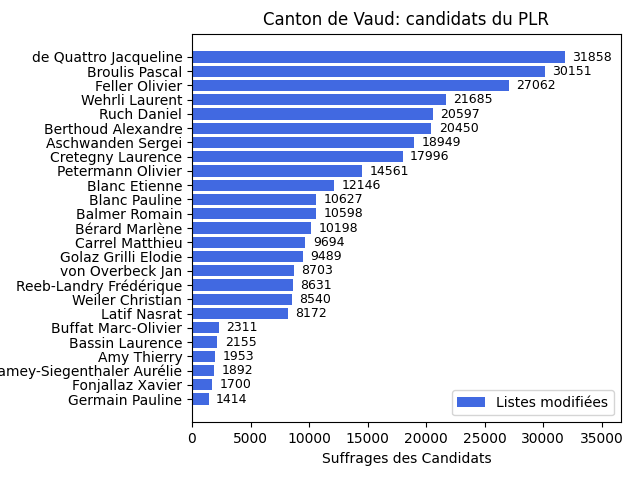 Canton de Vaud: candidats du PLR
de Quattro Jacqueline 31858
Broulis Pascal 30151
Feller Olivier 27062
Wehrli Laurent 21685
Ruch Daniel 20597
Berthoud Alexandre 20450
Aschwanden Sergei 18949
Cretegny Laurence 17996
Petermann Olivier 14561
Blanc Etienne 12146
Blanc Pauline 10627
Balmer Romain 10598
Bérard Marlène 10198
Carrel Matthieu 9694
Golaz Grilli Elodie 9489
von Overbeck Jan 8703
Reeb-Landry Frédérique 8631
Weiler Christian 8540
Latif Nasrat 8172
Buffat Marc-Olivier 2311
Bassin Laurence 2155
Amy Thierry 1953
amey-Siegenthaler Aurélie 1892
Fonjallaz Xavier 1700
Germain Pauline 1414
Listes modifiées
0 5000 10000 15000 20000 25000 30000 35000
Suffrages des Candidats